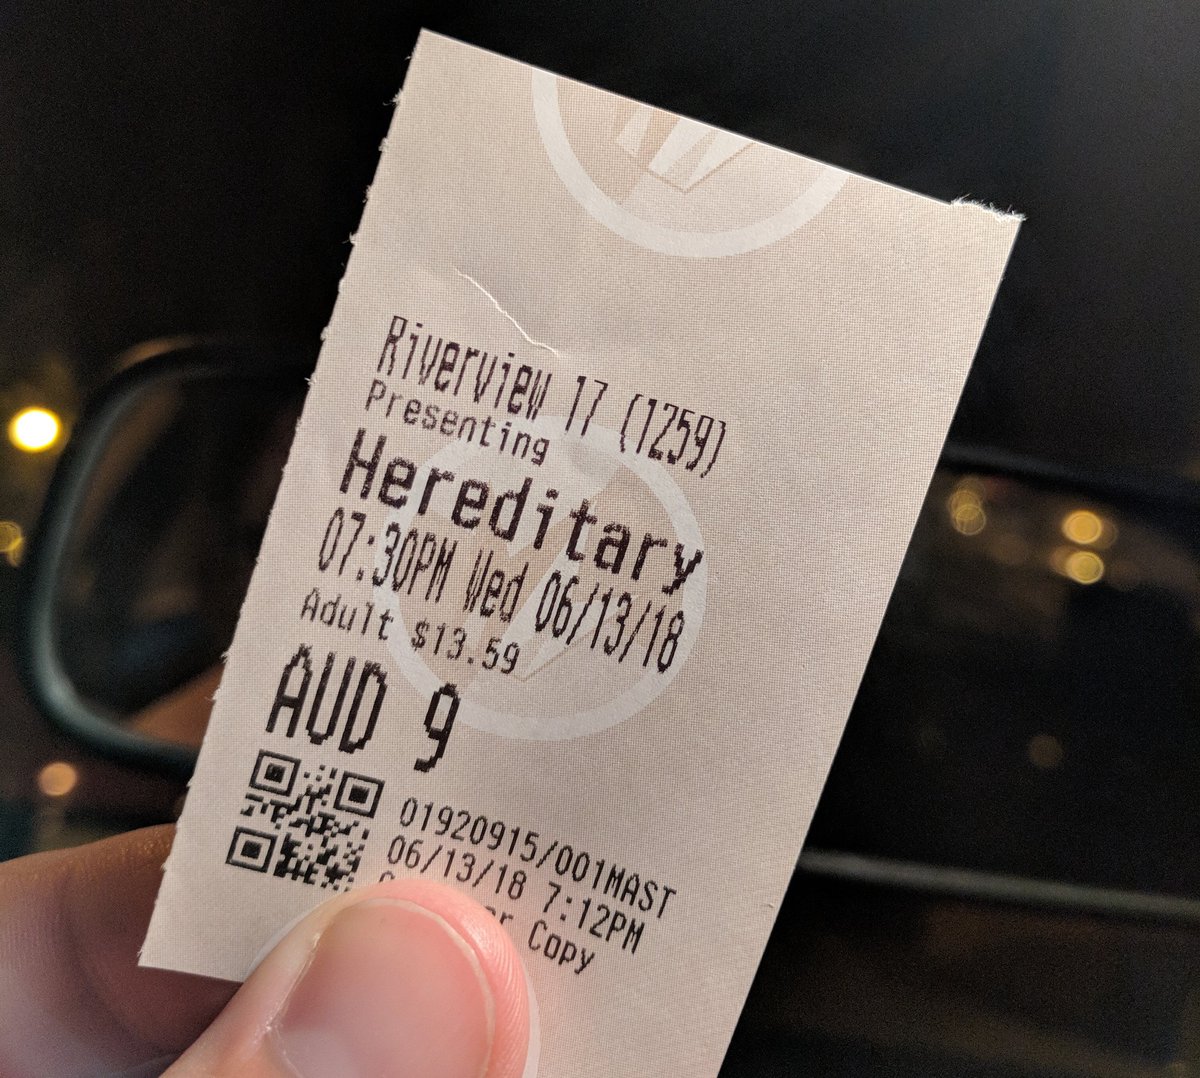 Riverview 17 (1259)
Presenting
Hereditary
07:30PM Wed 06/13/18
Adult $13.59
AUD 9
01920915/001MAST
06/13/18 7:12PM
Copy